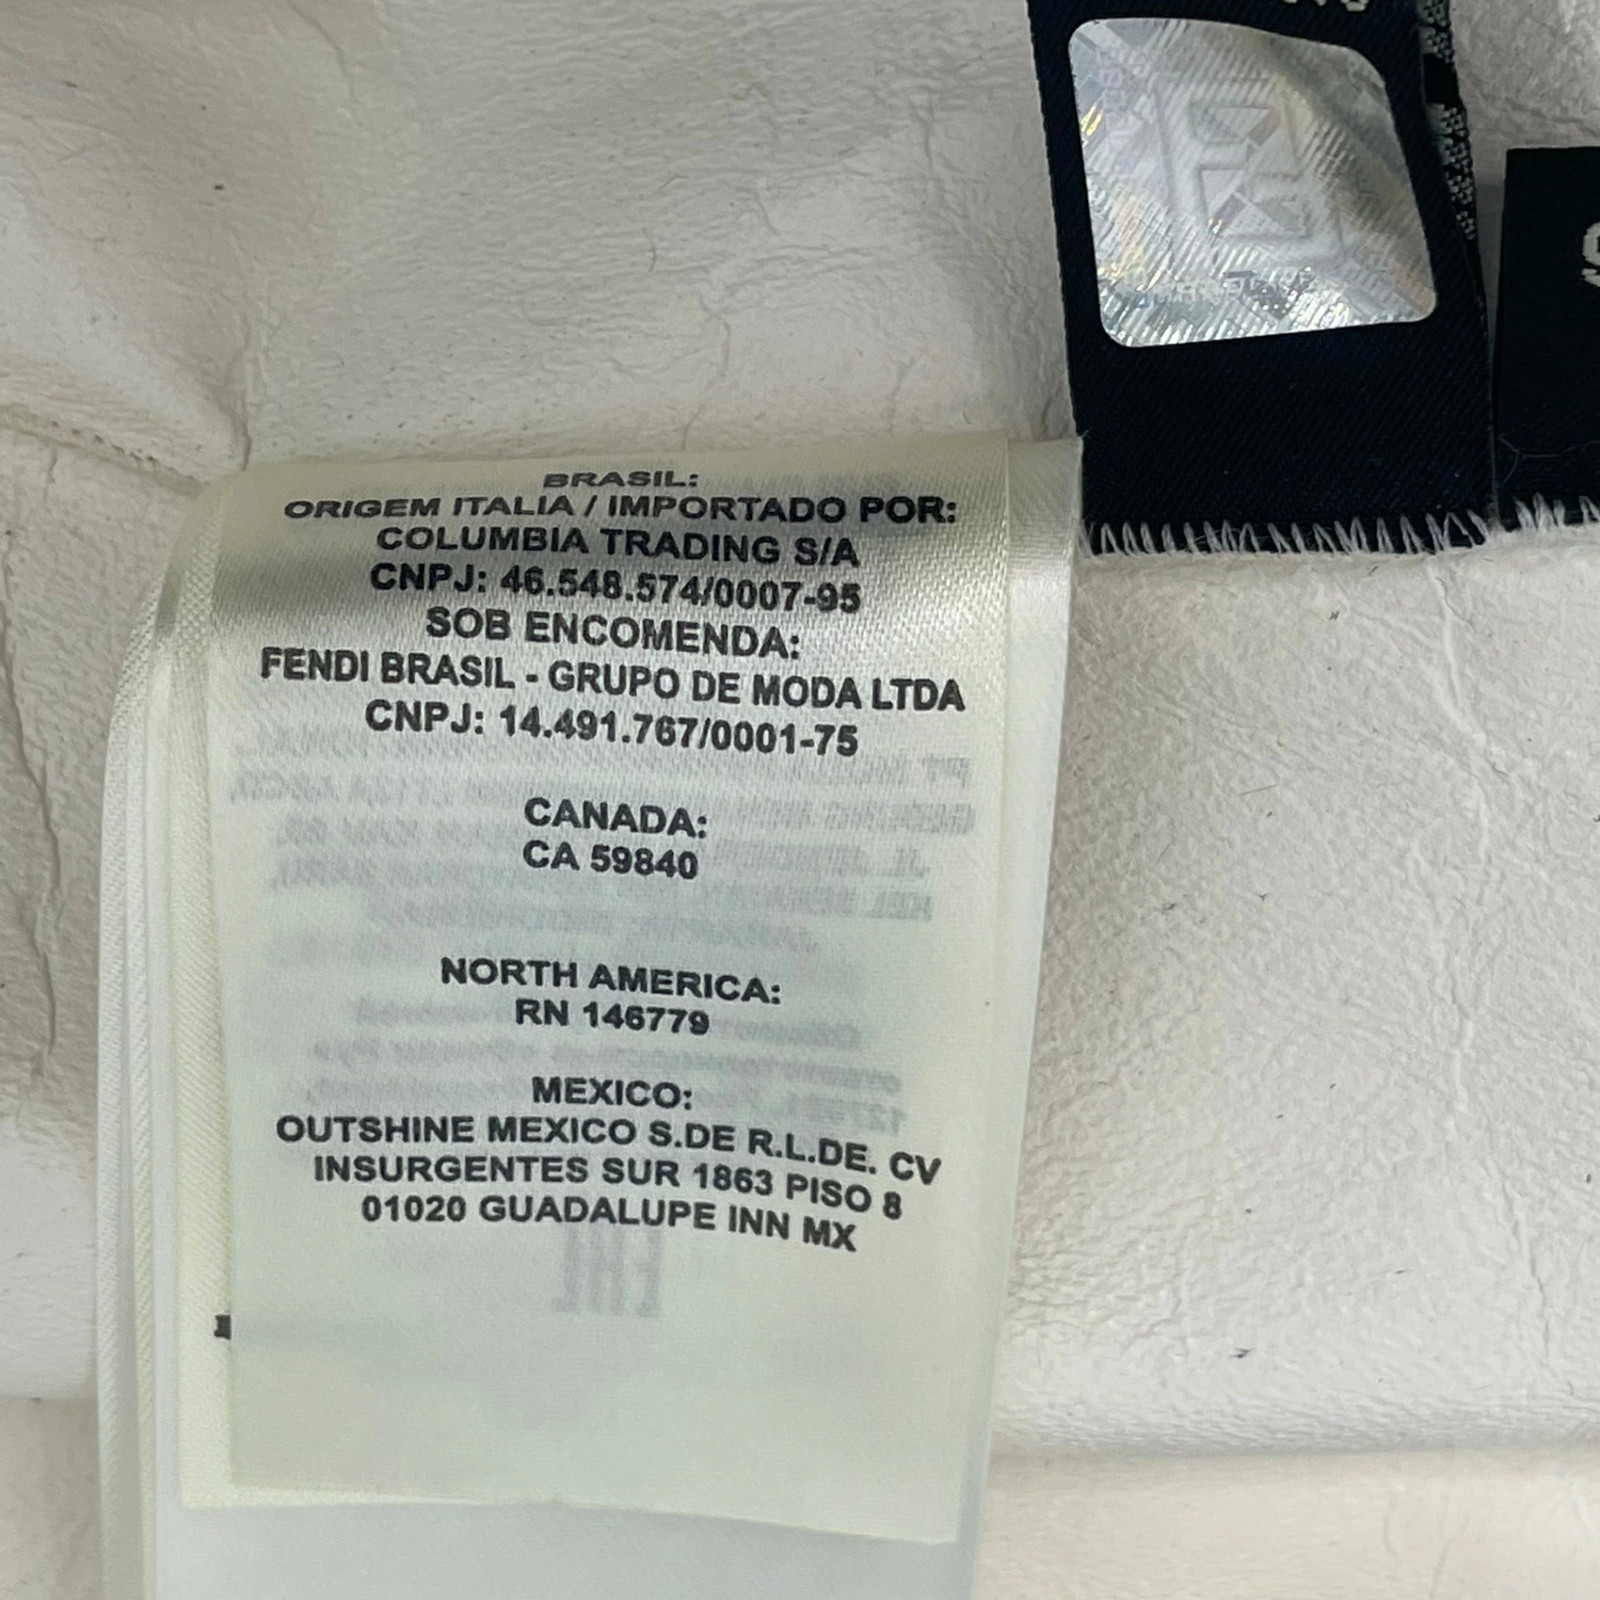 BRASIL:
ORIGEM ITALIA / IMPORTADO POR:
COLUMBIA TRADING S/A
CNPJ: 46.548.574/0007-95
SOB ENCOMENDA:
FENDI BRASIL - GRUPO DE MODA LTDA
CNPJ: 14.491.767/0001-75
CANADA:
CA 59840
NORTH AMERICA:
RN 146779
MEXICO:
OUTSHINE MEXICO S.DE R.L.DE. CV
INSURGENTES SUR 1863 PISO 8
01020 GUADALUPE INN MX